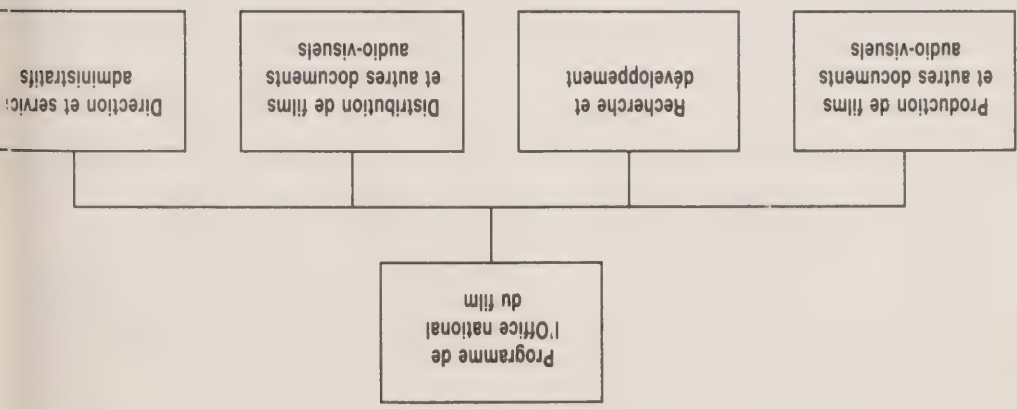 Programme de
l'Office national
du film
Production de films
et autres documents
audio-visuels
Recherche et
développement
Distribution de films
et autres documents
audio-visuels
Direction et servic
administratifs